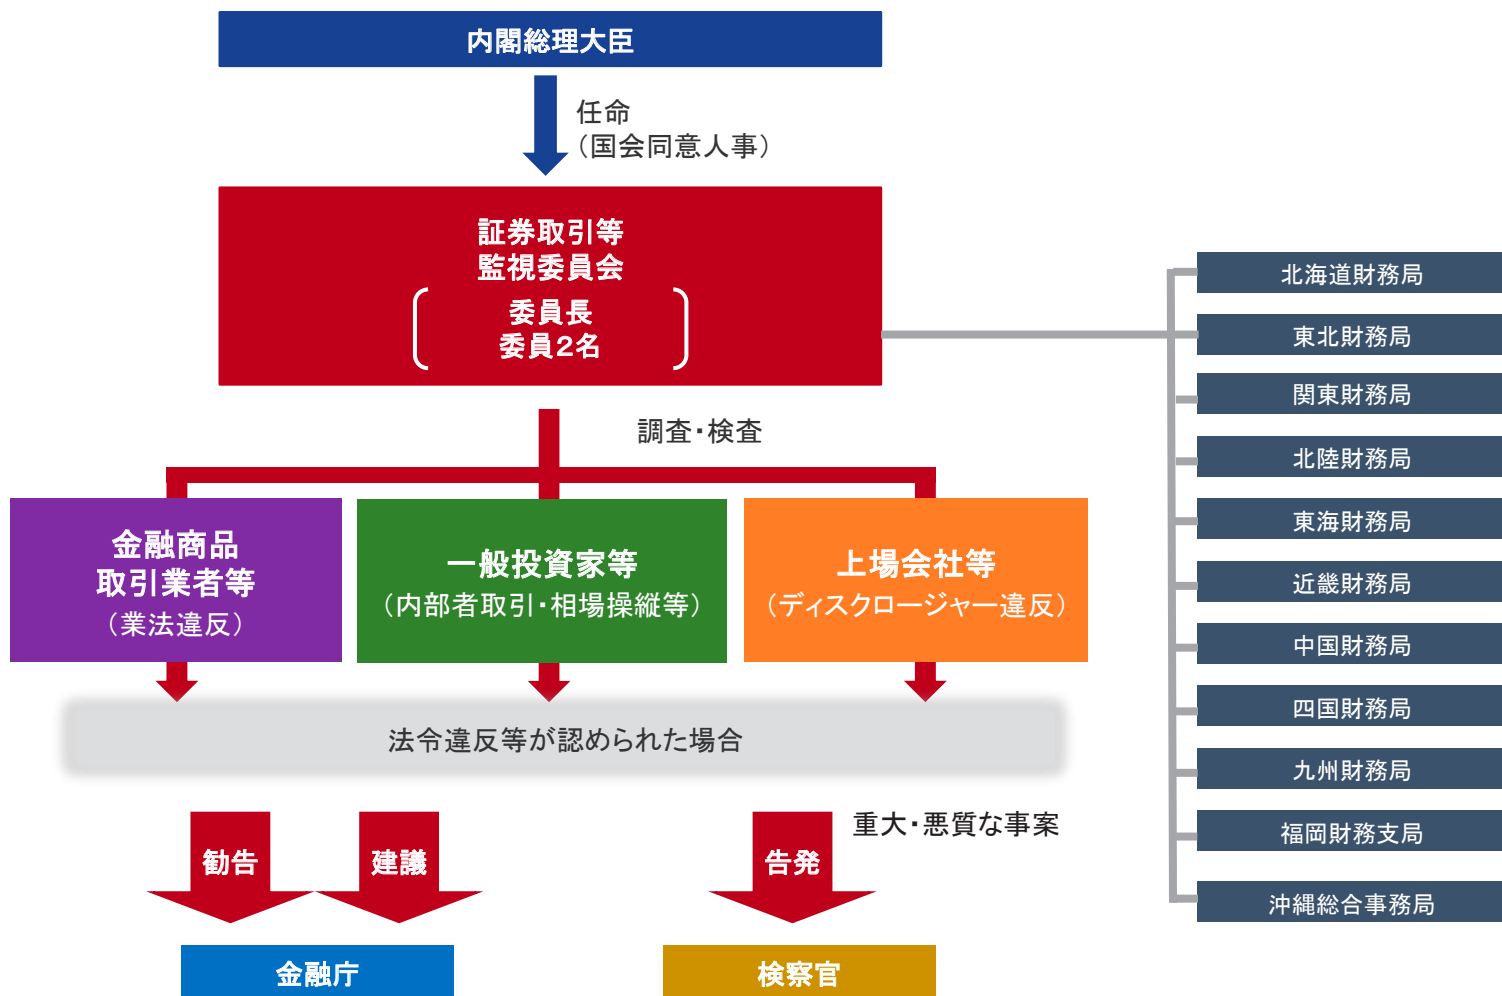 内閣総理大臣
任命
（国会同意人事）
証券取引等
監視委員会
委員長
委員２名
調査・検査
金融商品
取引業者等
（業法違反）
一般投資家等
（内部者取引・相場操縦等）
上場会社等
（ディスクロージャー違反）
法令違反等が認められた場合
重大・悪質な事案
勧告
建議
告発
金融庁
検察官
北海道財務局
東北財務局
関東財務局
北陸財務局
東海財務局
近畿財務局
中国財務局
四国財務局
九州財務局
福岡財務支局
沖縄総合事務局